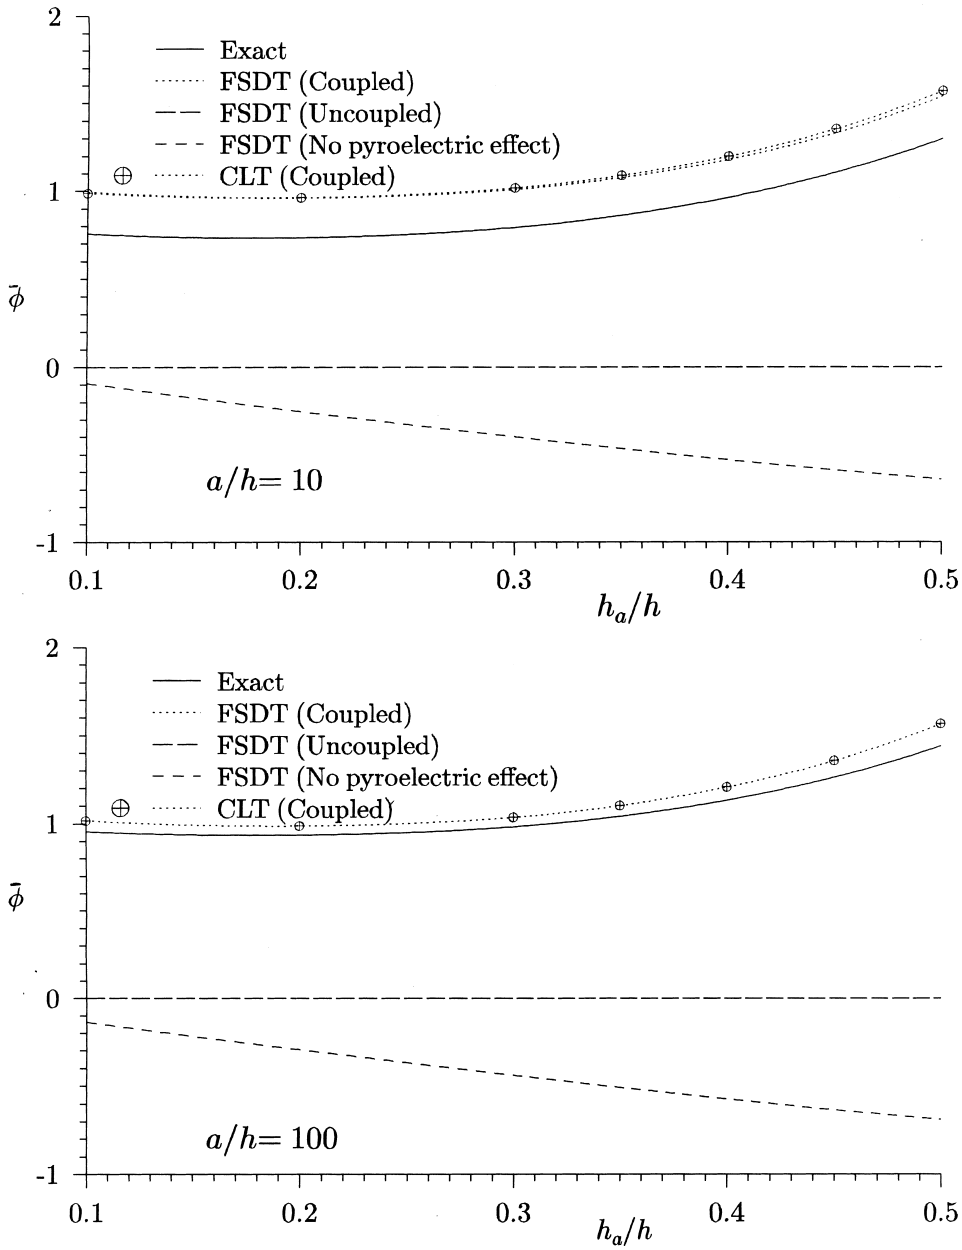 2
Exact
FSDT (Coupled)
FSDT (Uncoupled)
FSDT (No pyroelectric effect)
CLT (Coupled)
1
ϕ̄
0
a/h= 10
-1
0.1 0.2 0.3 0.4 0.5
hₐ/h
2
Exact
FSDT (Coupled)
FSDT (Uncoupled)
FSDT (No pyroelectric effect)
CLT (Coupled)
1
ϕ̄
0
a/h= 100
-1
0.1 0.2 0.3 0.4 0.5
hₐ/h